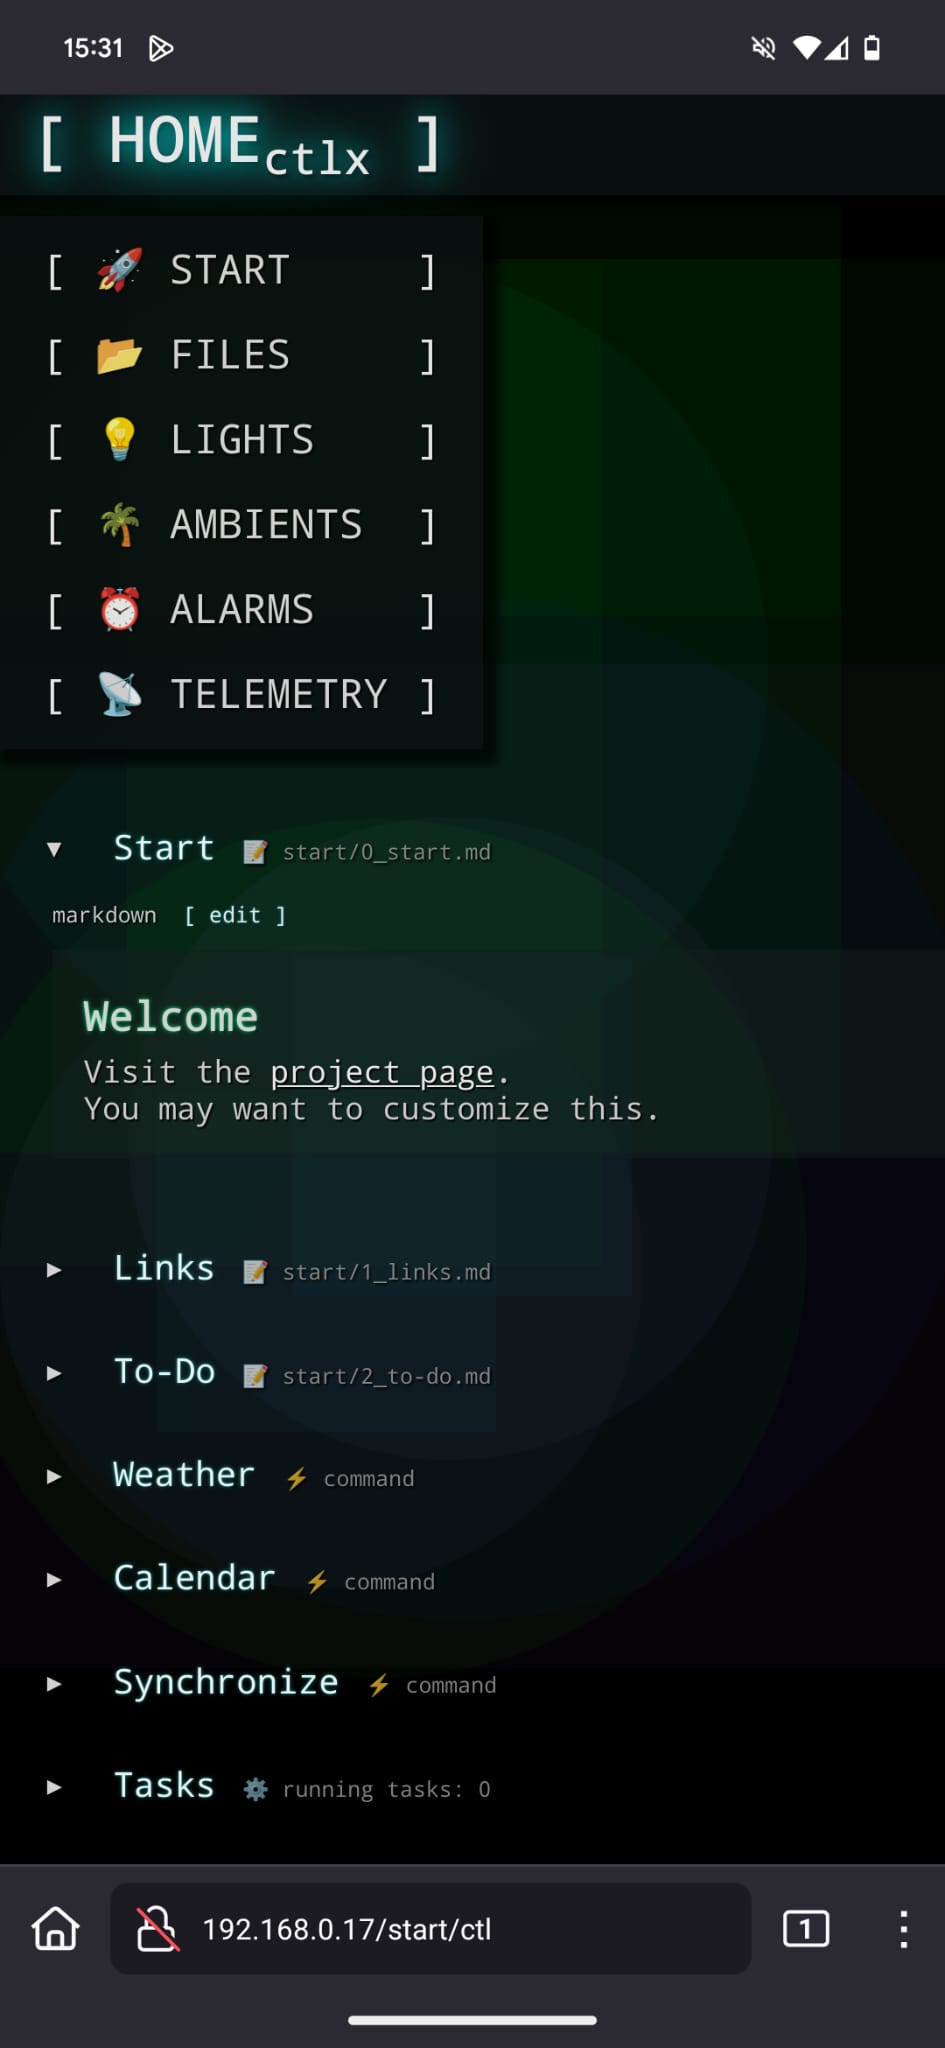 15:31
[ HOMEctlx ]
[ 🚀 START ]
[ 📂 FILES ]
[ 💡 LIGHTS ]
[ 🌴 AMBIENTS ]
[ ⏰ ALARMS ]
[ 📡 TELEMETRY ]
▼ Start 📝 start/0_start.md
markdown [ edit ]
Welcome
Visit the project page.
You may want to customize this.
▶ Links 📝 start/1_links.md
▶ To-Do 📝 start/2_to-do.md
▶ Weather ⚡ command
▶ Calendar ⚡ command
▶ Synchronize ⚡ command
▶ Tasks ⚙️ running tasks: 0
192.168.0.17/start/ctl 1